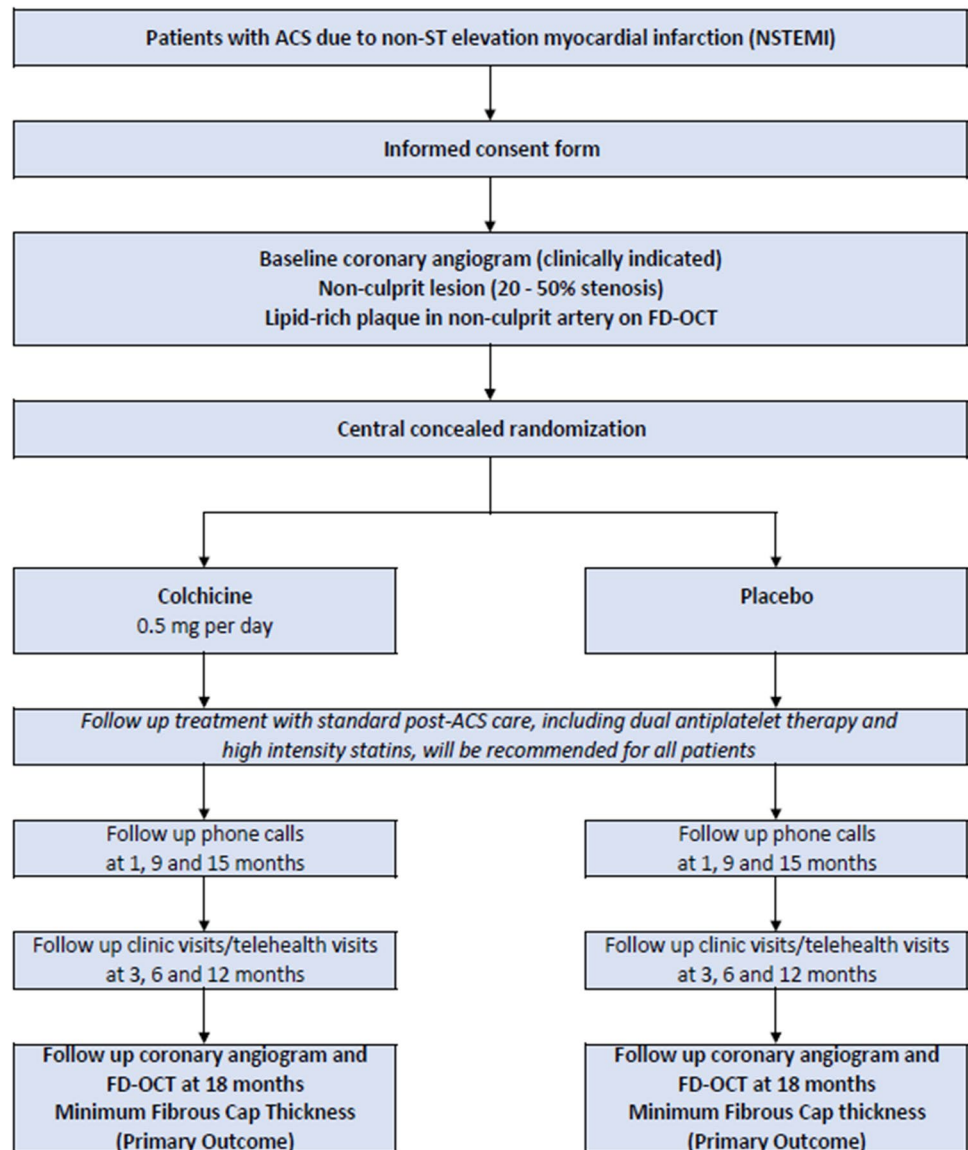 Patients with ACS due to non-ST elevation myocardial infarction (NSTEMI)
Informed consent form
Baseline coronary angiogram (clinically indicated)
Non-culprit lesion (20 - 50% stenosis)
Lipid-rich plaque in non-culprit artery on FD-OCT
Central concealed randomization
Colchicine
0.5 mg per day
Placebo
Follow up treatment with standard post-ACS care, including dual antiplatelet therapy and
high intensity statins, will be recommended for all patients
Follow up phone calls
at 1, 9 and 15 months
Follow up phone calls
at 1, 9 and 15 months
Follow up clinic visits/telehealth visits
at 3, 6 and 12 months
Follow up clinic visits/telehealth visits
at 3, 6 and 12 months
Follow up coronary angiogram and
FD-OCT at 18 months
Minimum Fibrous Cap Thickness
(Primary Outcome)
Follow up coronary angiogram and
FD-OCT at 18 months
Minimum Fibrous Cap thickness
(Primary Outcome)